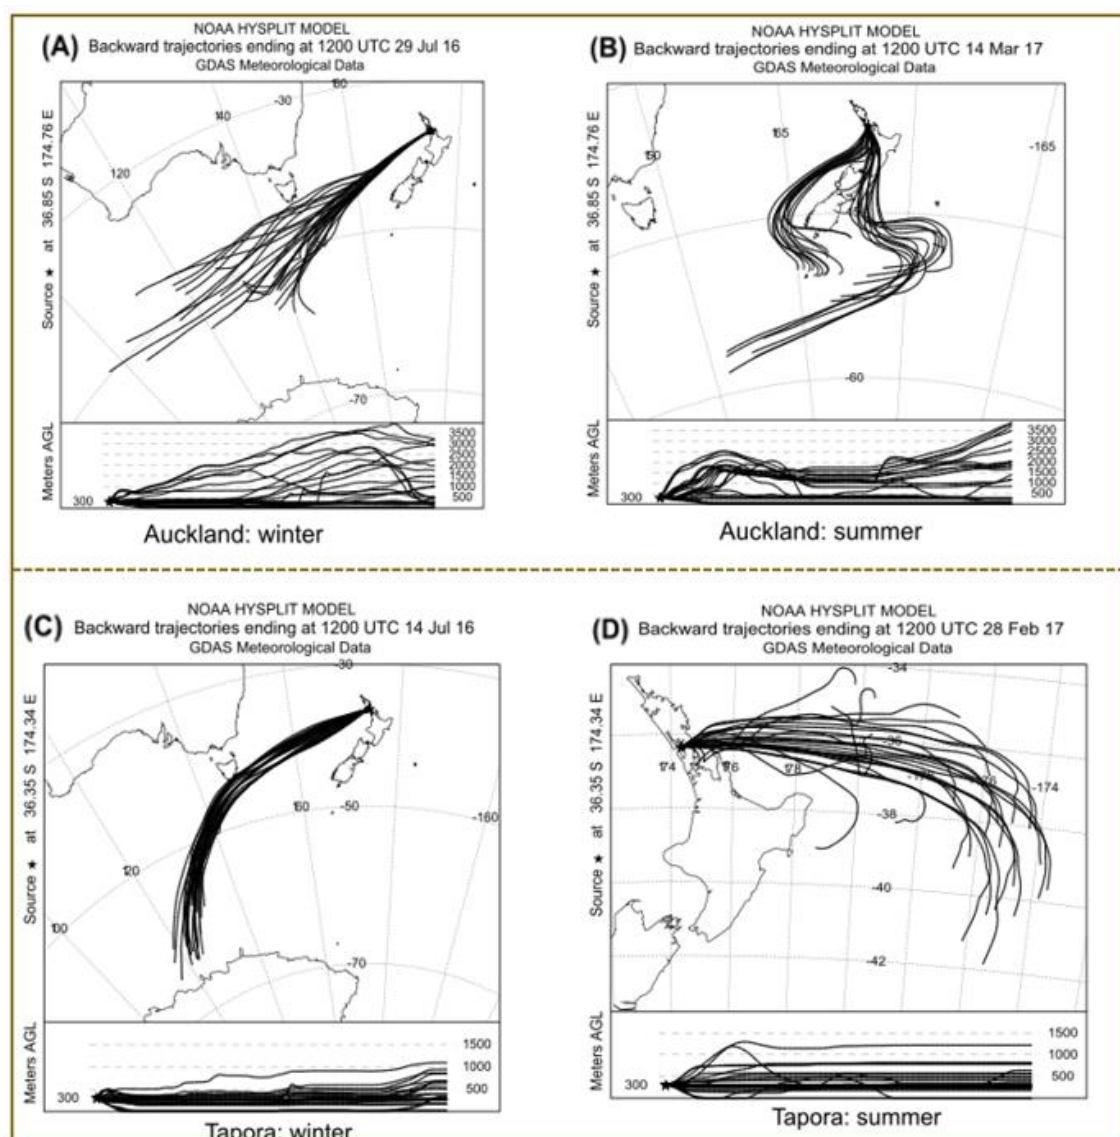 (A)
NOAA HYSPLIT MODEL
Backward trajectories ending at 1200 UTC 29 Jul 16
GDAS Meteorological Data
Source ★ at 36.85 S 174.76 E
-30
140
120
-70
Meters AGL
300
3500
3000
2500
2000
1500
1000
500
Auckland: winter
(B)
NOAA HYSPLIT MODEL
Backward trajectories ending at 1200 UTC 14 Mar 17
GDAS Meteorological Data
Source ★ at 36.85 S 174.76 E
165
-165
-60
Meters AGL
300
3500
3000
2500
2000
1500
1000
500
Auckland: summer
(C)
NOAA HYSPLIT MODEL
Backward trajectories ending at 1200 UTC 14 Jul 16
GDAS Meteorological Data
Source ★ at 36.35 S 174.34 E
-30
140
160
-50
-160
120
100
-70
Meters AGL
300
1500
1000
500
Tapora: winter
(D)
NOAA HYSPLIT MODEL
Backward trajectories ending at 1200 UTC 28 Feb 17
GDAS Meteorological Data
Source ★ at 36.35 S 174.34 E
-34
-36
174
176
178
-174
-38
-40
-42
Meters AGL
300
1500
1000
500
Tapora: summer